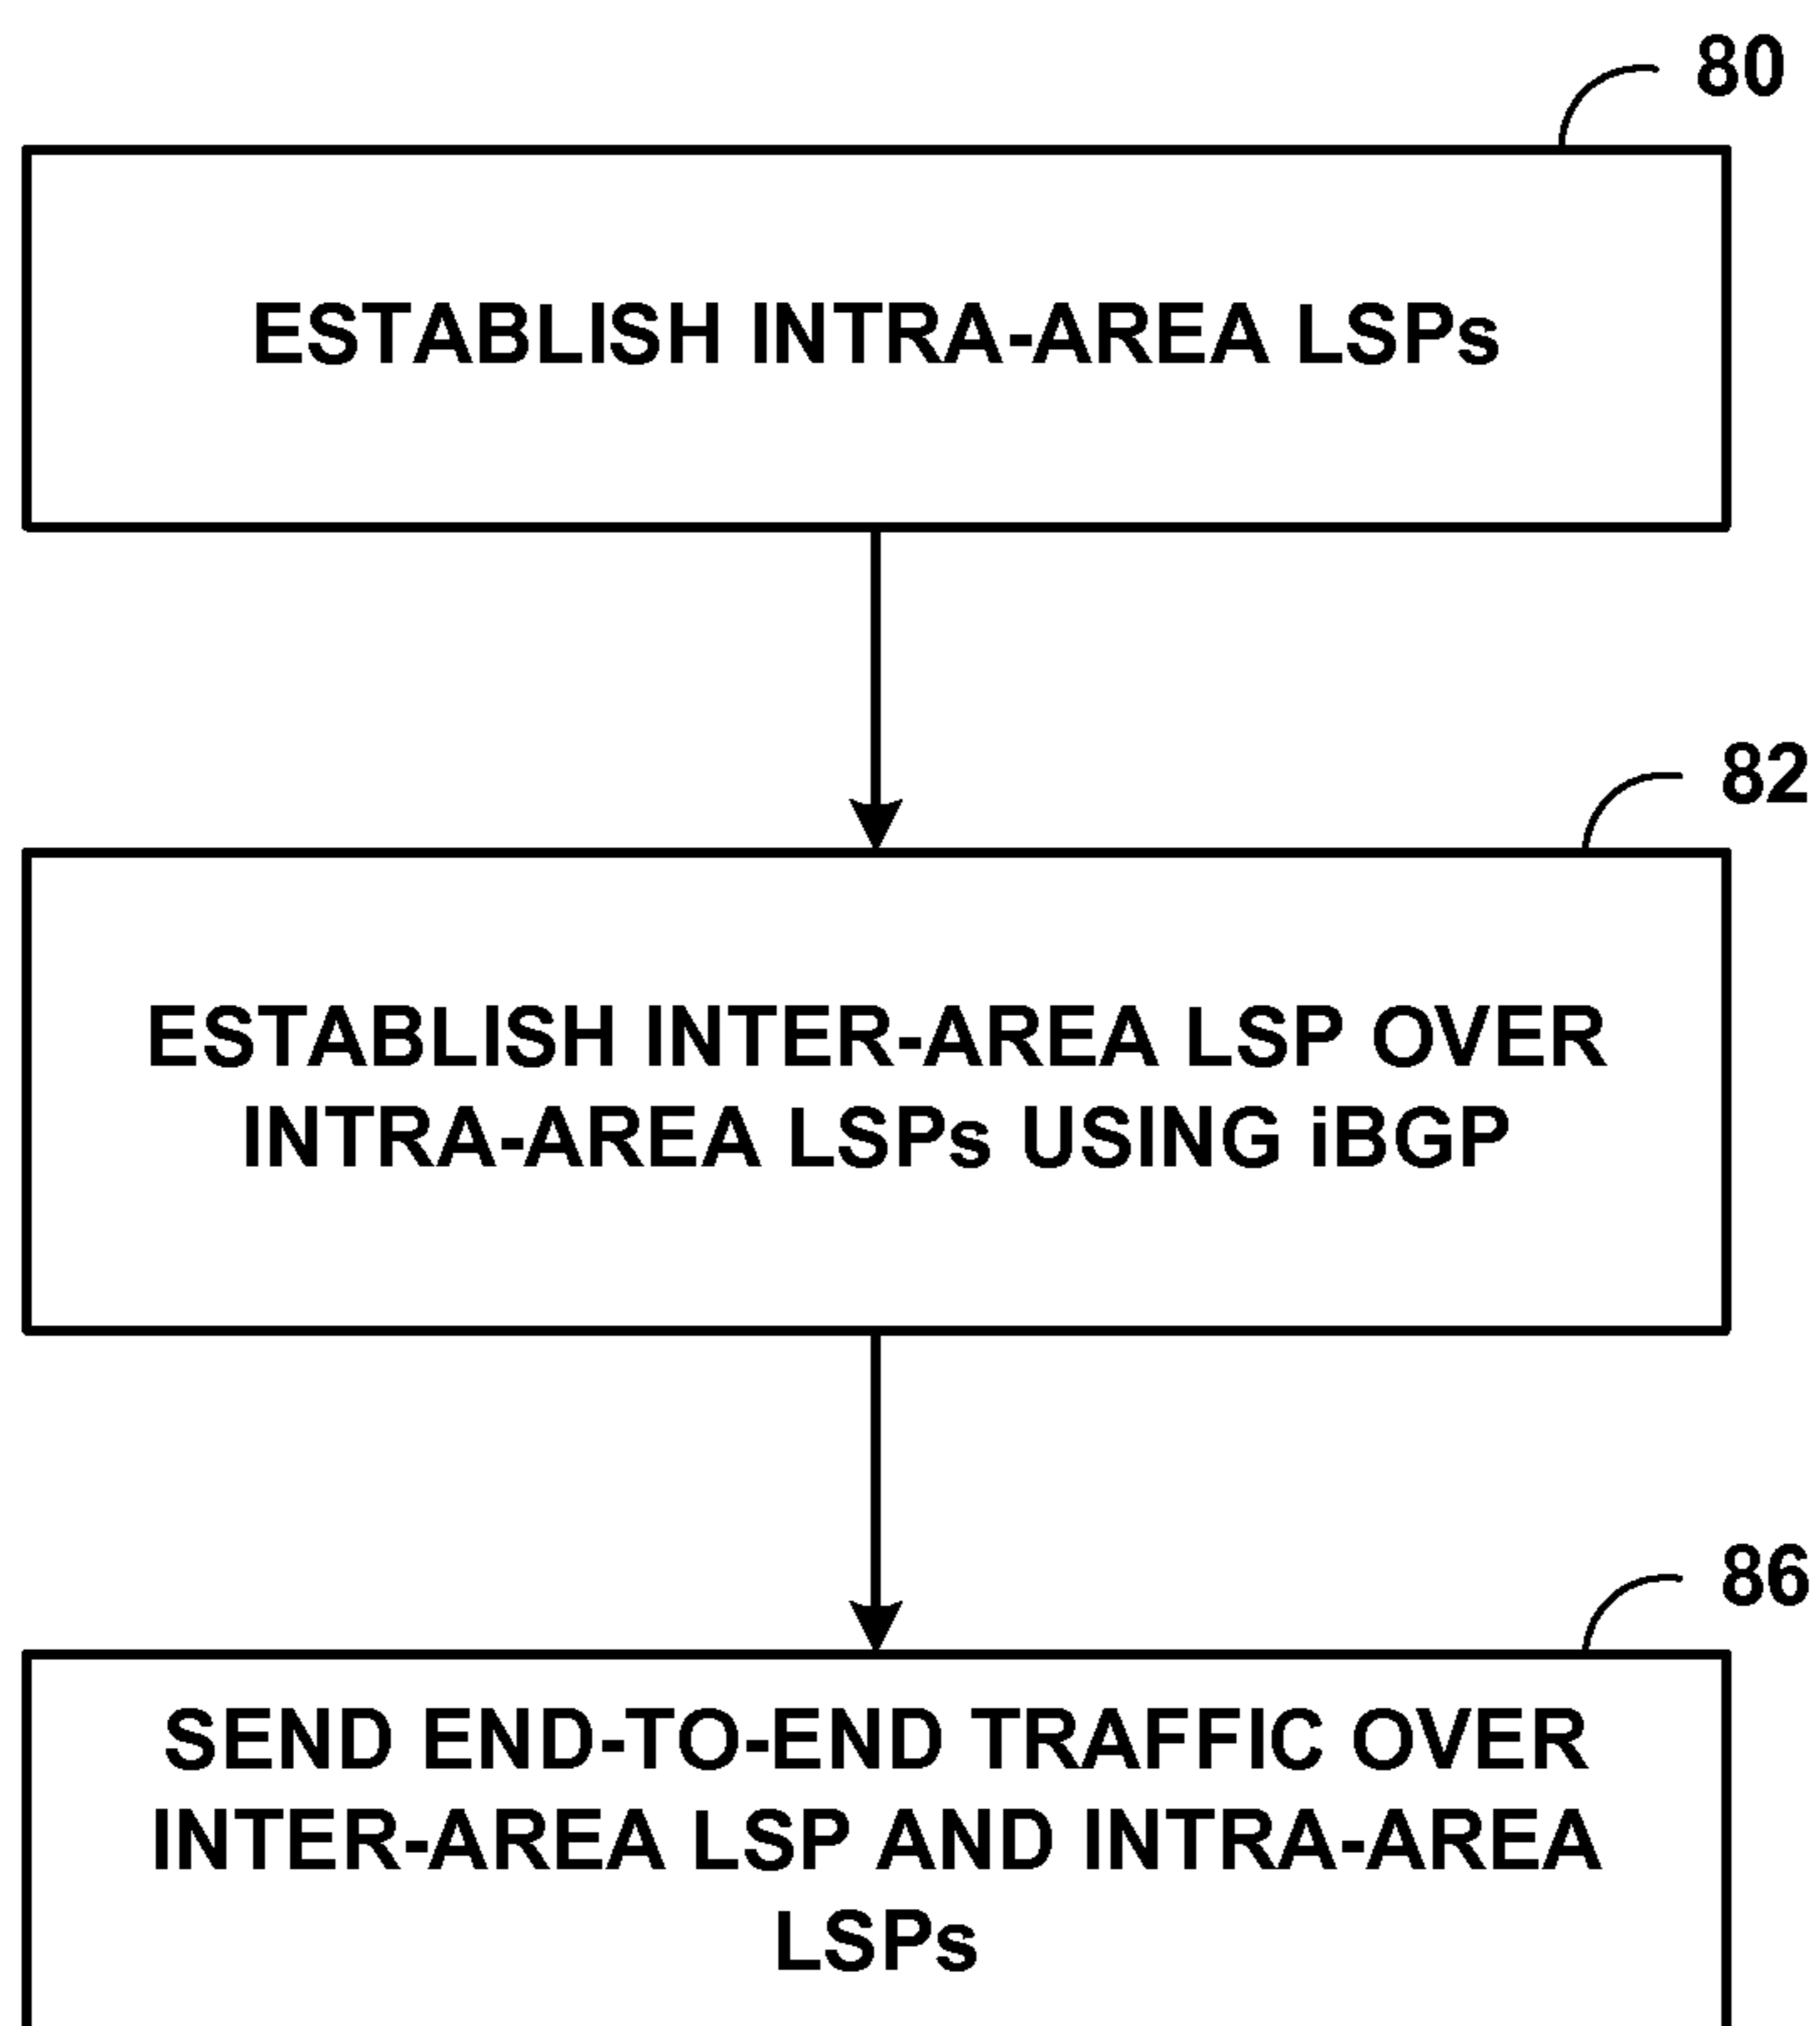 80
ESTABLISH INTRA-AREA LSPs
82
ESTABLISH INTER-AREA LSP OVER
INTRA-AREA LSPs USING iBGP
86
SEND END-TO-END TRAFFIC OVER
INTER-AREA LSP AND INTRA-AREA
LSPs